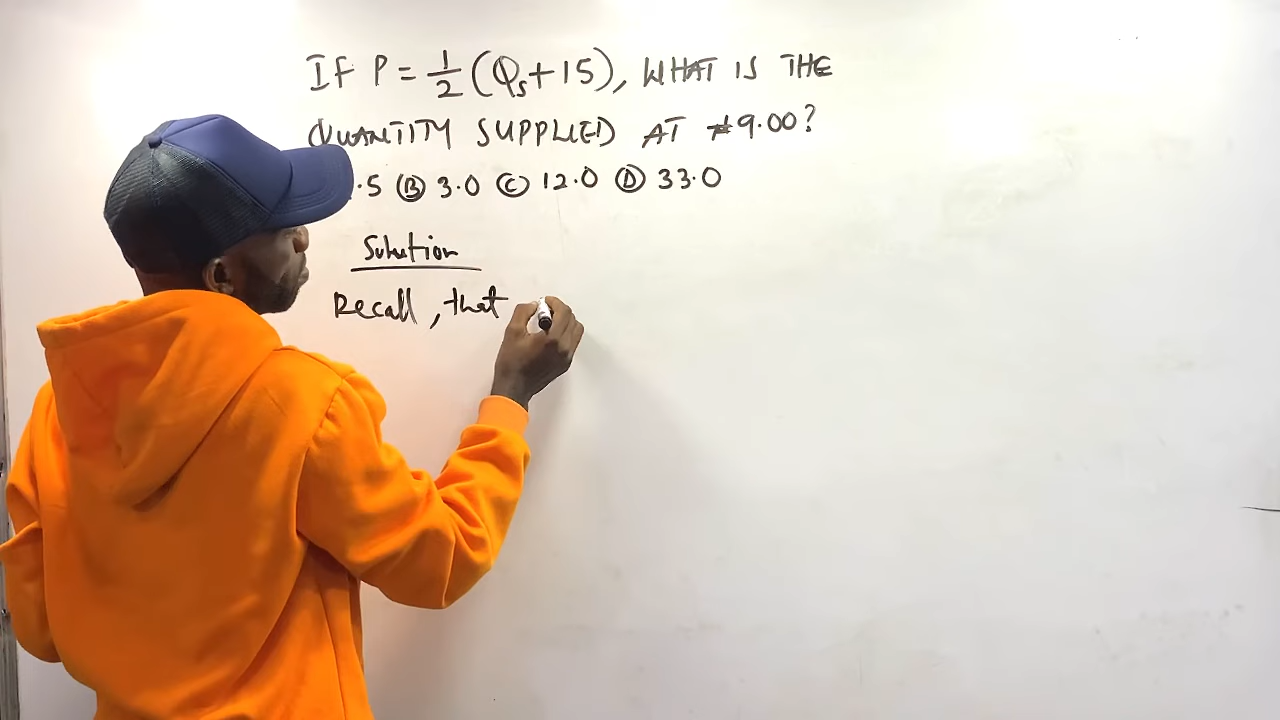 IF P = 1/2 (Qs + 15), WHAT IS THE
QUANTITY SUPPLIED AT ₦9.00?
.5 Ⓑ 3.0 Ⓒ 12.0 Ⓓ 33.0
Solution
Recall, that